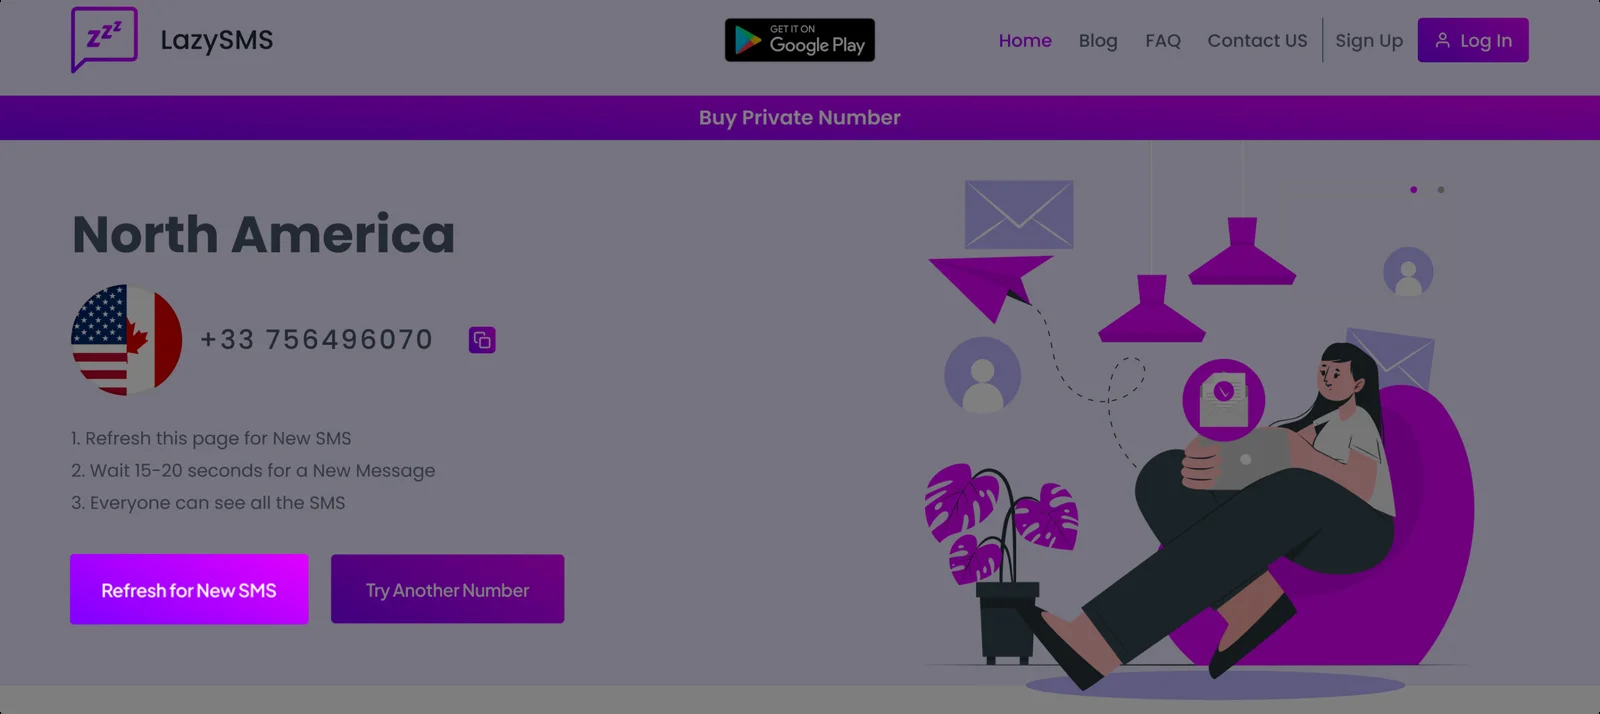 zzz
LazySMS
GET IT ON
Google Play
Home
Blog
FAQ
Contact US
Sign Up
Log In
Buy Private Number
North America
+33 756496070
1. Refresh this page for New SMS
2. Wait 15-20 seconds for a New Message
3. Everyone can see all the SMS
Refresh for New SMS
Try Another Number